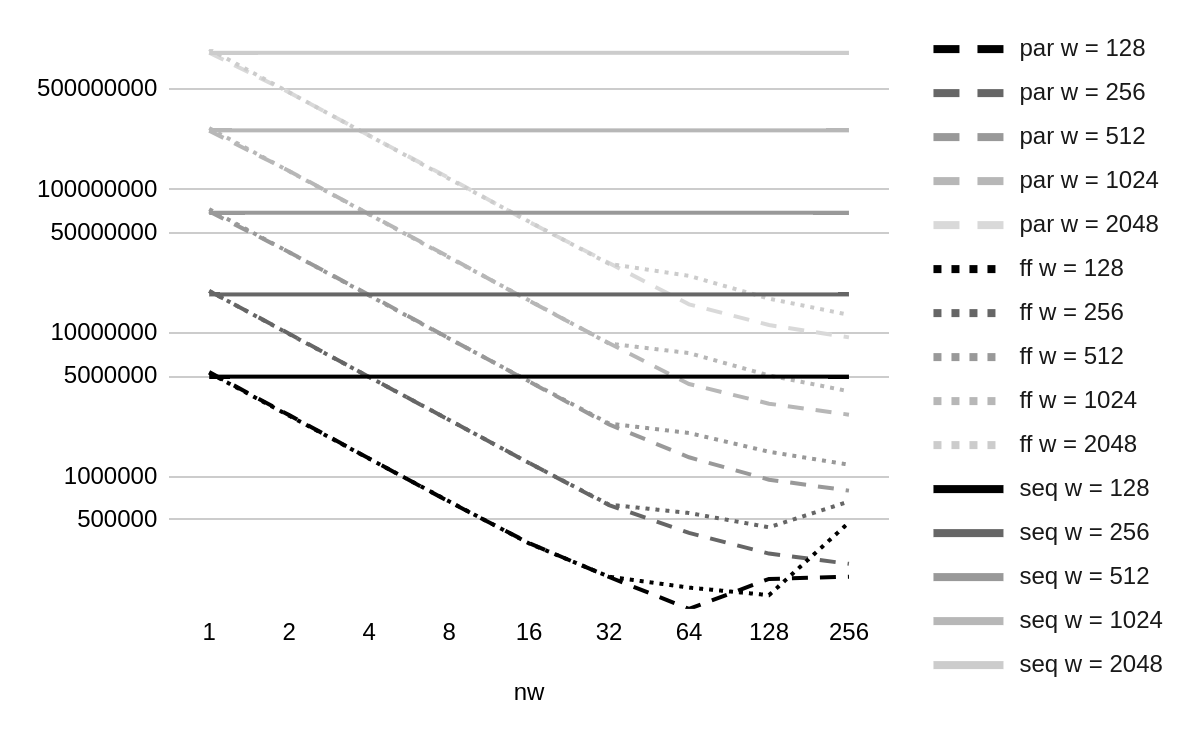 500000000
100000000
50000000
10000000
5000000
1000000
500000
1 2 4 8 16 32 64 128 256
nw
par w = 128
par w = 256
par w = 512
par w = 1024
par w = 2048
ff w = 128
ff w = 256
ff w = 512
ff w = 1024
ff w = 2048
seq w = 128
seq w = 256
seq w = 512
seq w = 1024
seq w = 2048